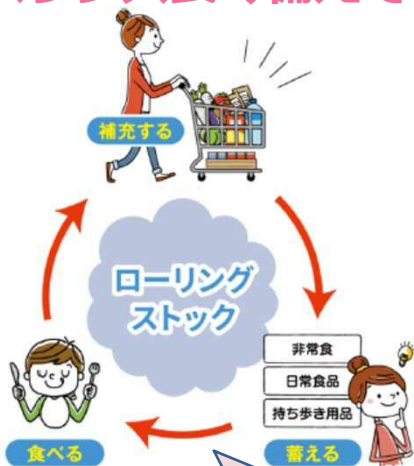 補充する
ローリング
ストック
非常食
日常食品
持ち歩き用品
食べる
蓄える